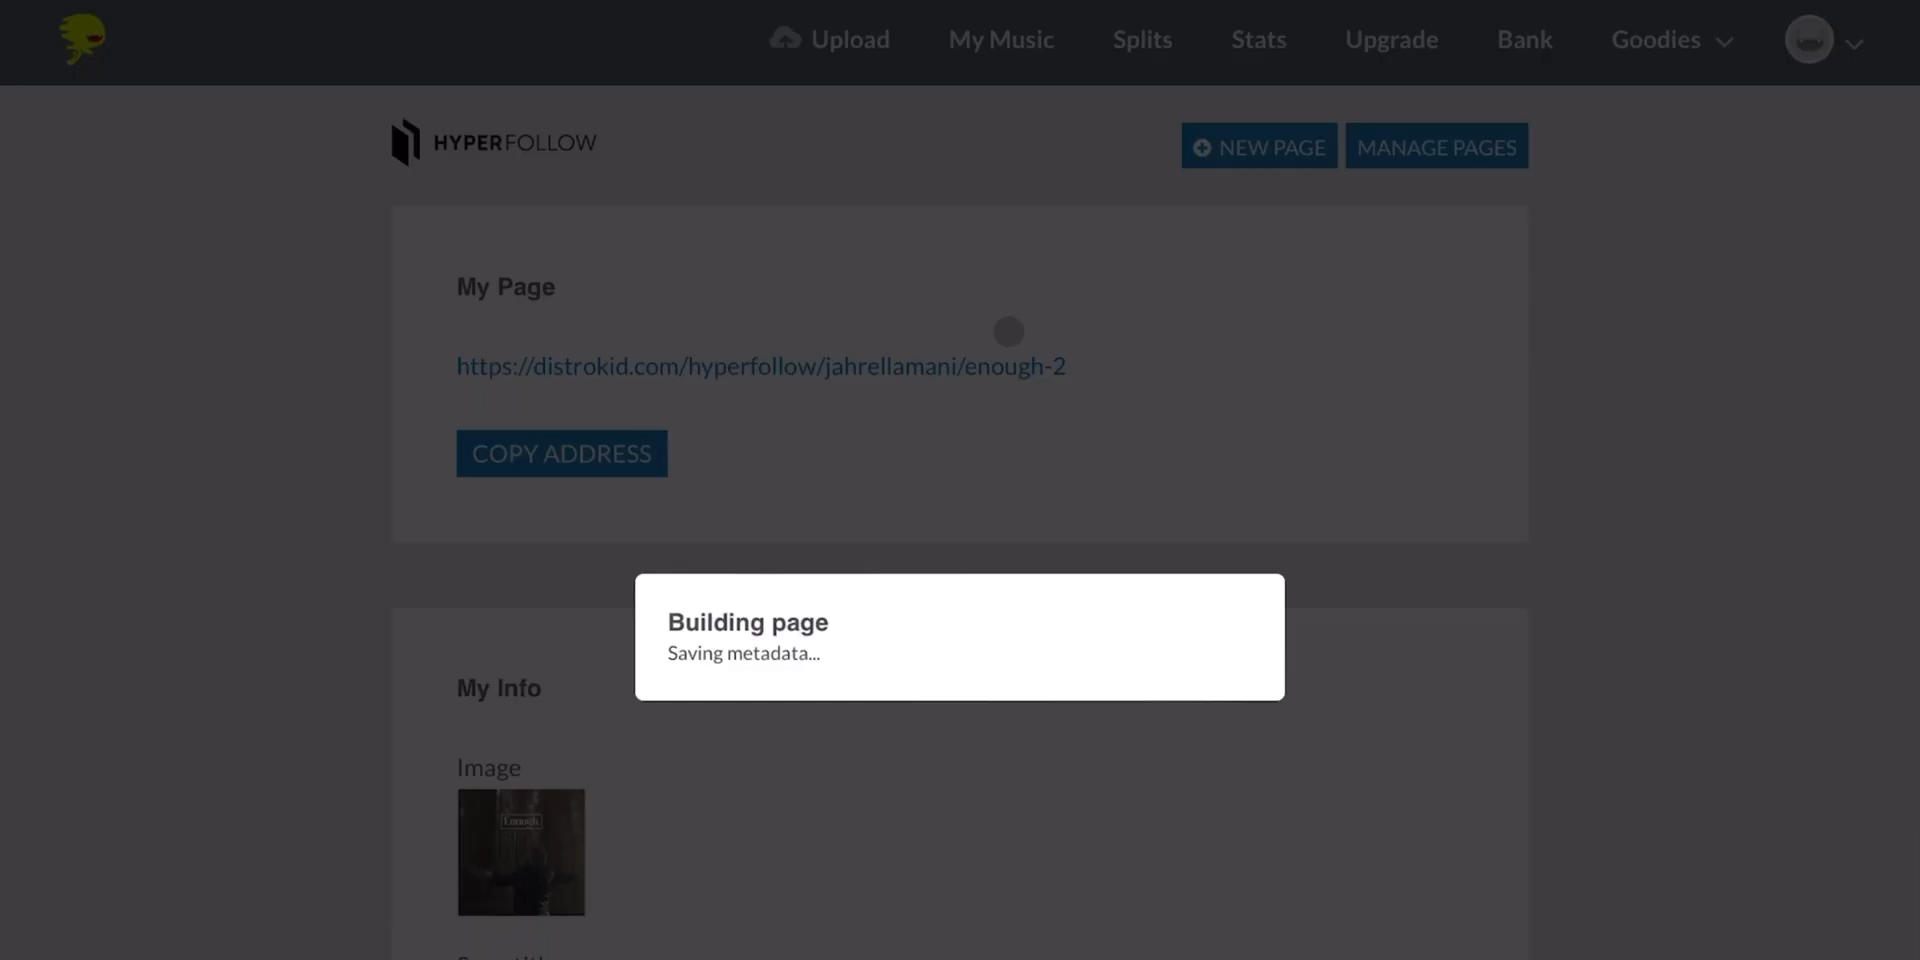 Upload My Music Splits Stats Upgrade Bank Goodies
HYPERFOLLOW
NEW PAGE MANAGE PAGES
My Page
https://distrokid.com/hyperfollow/jahrellamani/enough-2
COPY ADDRESS
Building page
Saving metadata...
My Info
Image
Enough.